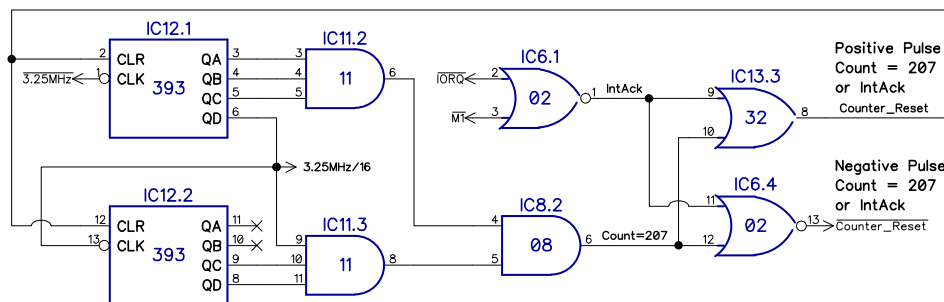 IC12.1
2 CLR QA 3
3.25MHz 1 CLK QB 4
393 QC 5
QD 6
IC11.2
3
4 11 6
5
IC6.1
IORQ 2
02 1 IntAck
M1 3
IC13.3
9
32 8 Counter_Reset
10
Positive Pulse
Count = 207
or IntAck
3.25MHz/16
IC12.2
12 CLR QA 11
13 CLK QB 10
393 QC 9
QD 8
IC11.3
9
10 11 8
11
IC8.2
4
08 6 Count=207
5
IC6.4
11
02 13 Counter_Reset
12
Negative Pulse
Count = 207
or IntAck